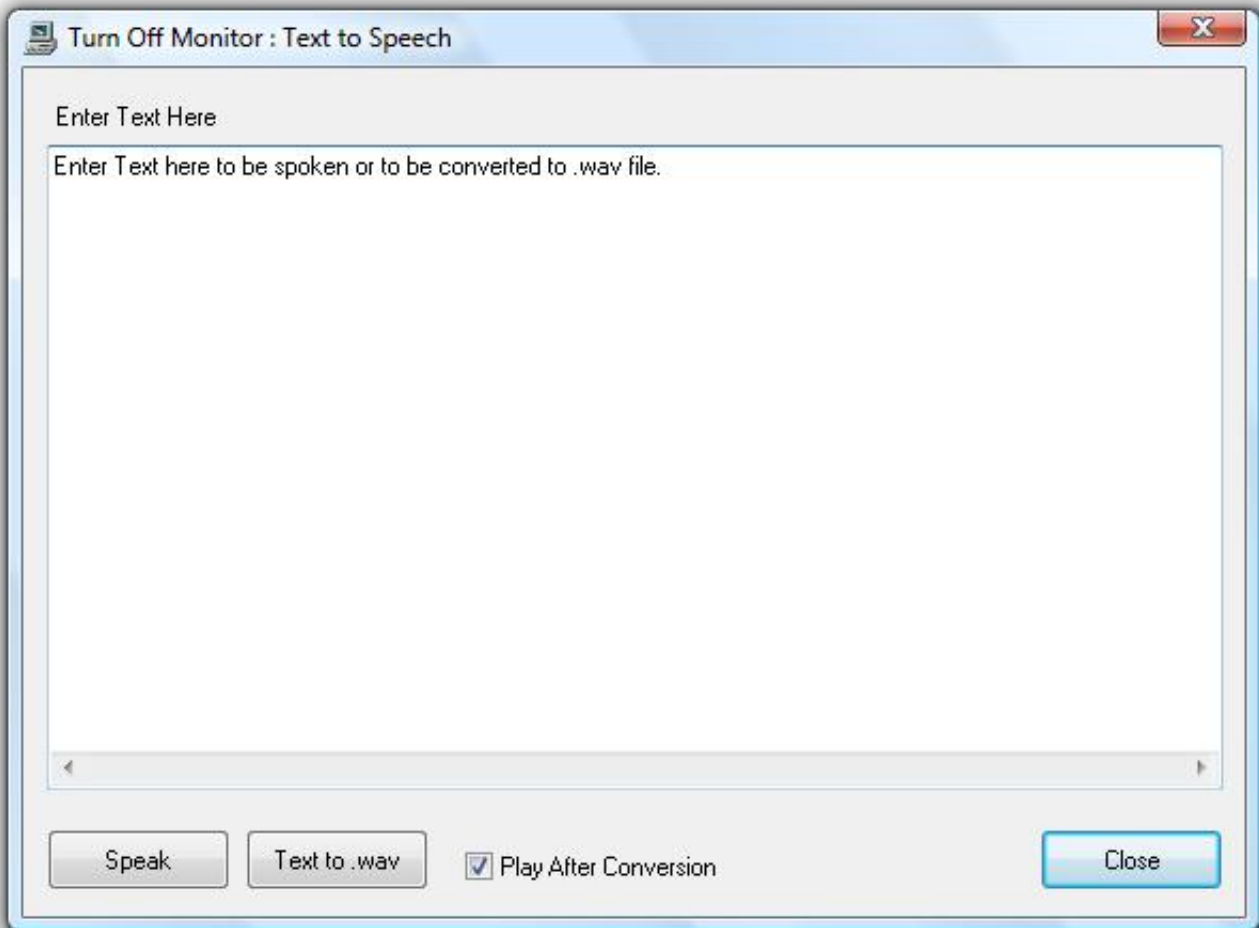 Turn Off Monitor : Text to Speech
Enter Text Here
Enter Text here to be spoken or to be converted to .wav file.
Speak
Text to .wav
Play After Conversion
Close